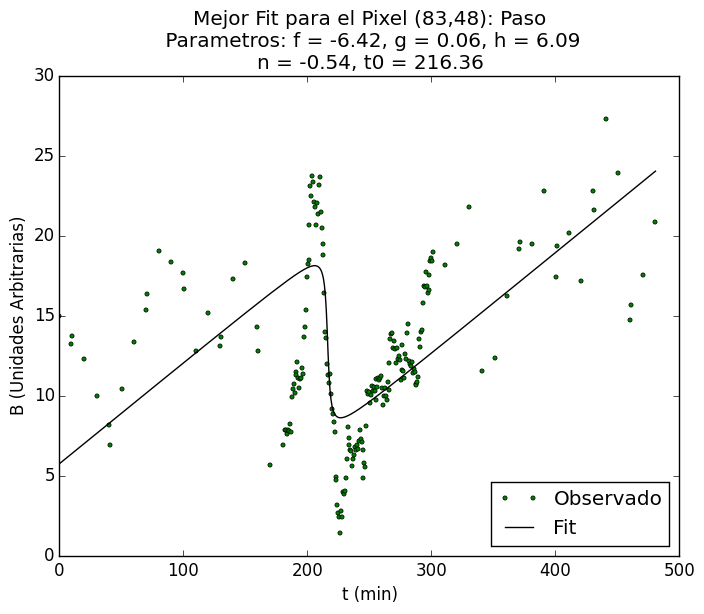 Mejor Fit para el Pixel (83,48): Paso
Parametros: f = -6.42, g = 0.06, h = 6.09
n = -0.54, t0 = 216.36
30
25
20
15
10
5
0
B (Unidades Arbitrarias)
Observado
Fit
0 100 200 300 400 500
t (min)